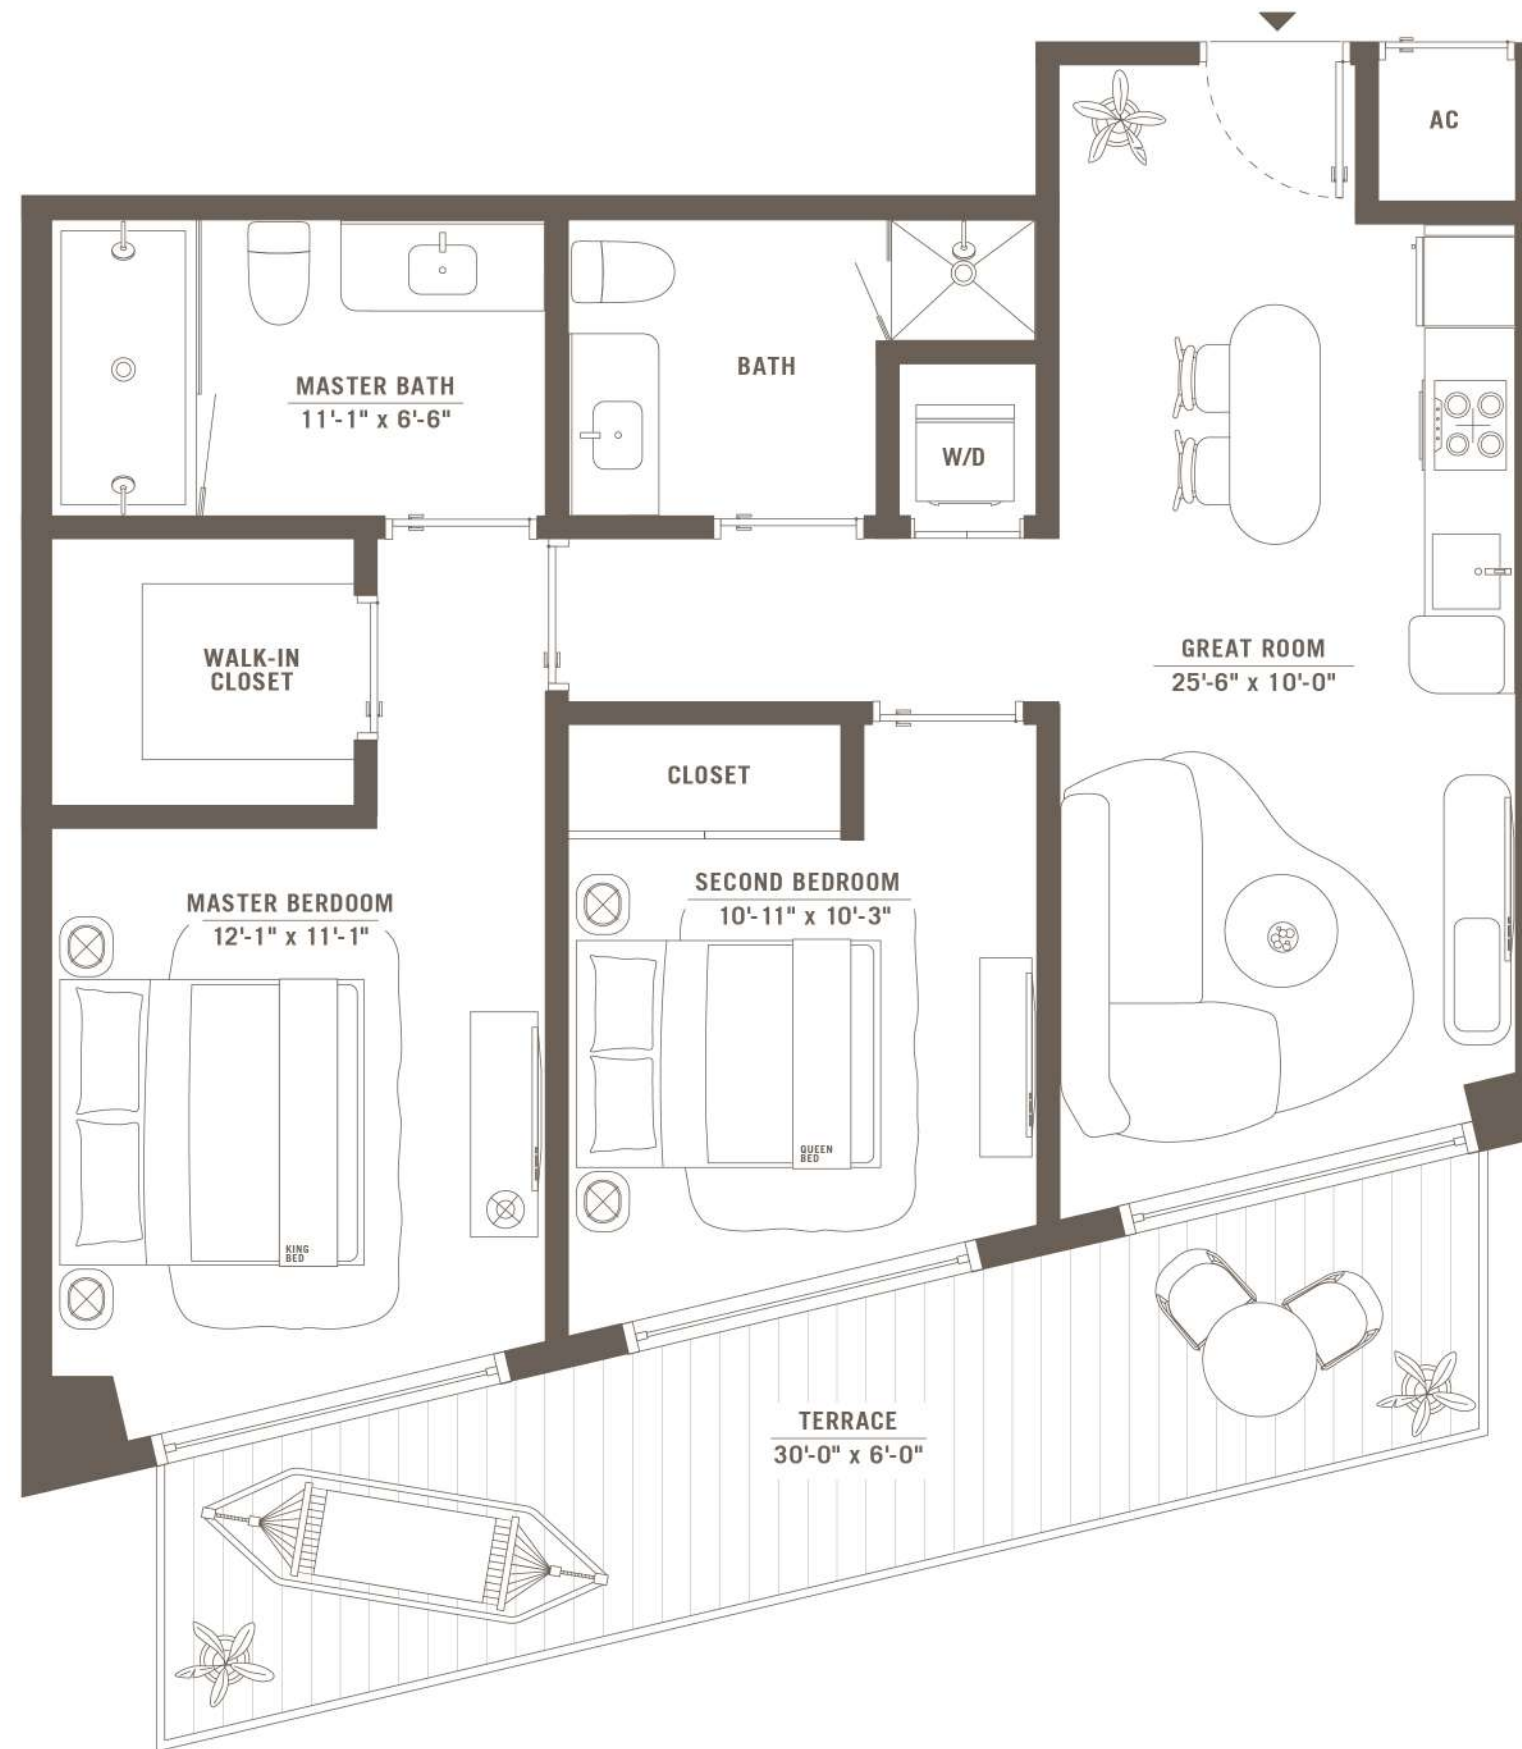 AC
MASTER BATH
11'-1" x 6'-6"
BATH
W/D
WALK-IN
CLOSET
GREAT ROOM
25'-6" x 10'-0"
CLOSET
MASTER BERDOOM
12'-1" x 11'-1"
SECOND BEDROOM
10'-11" x 10'-3"
QUEEN
BED
KING
BED
TERRACE
30'-0" x 6'-0"